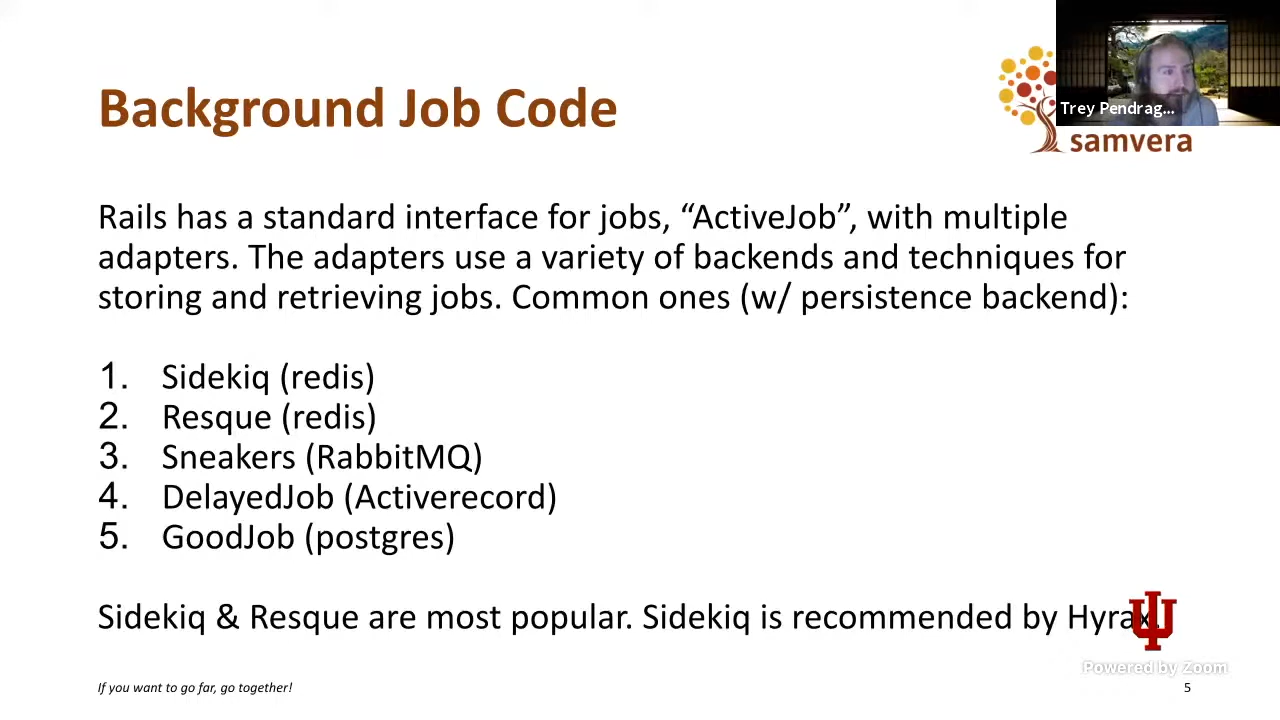 Background Job Code
Trey Pendrag...
samvera
Rails has a standard interface for jobs, “ActiveJob”, with multiple
adapters. The adapters use a variety of backends and techniques for
storing and retrieving jobs. Common ones (w/ persistence backend):
1. Sidekiq (redis)
2. Resque (redis)
3. Sneakers (RabbitMQ)
4. DelayedJob (Activerecord)
5. GoodJob (postgres)
Sidekiq & Resque are most popular. Sidekiq is recommended by Hyrax.
Powered by Zoom
If you want to go far, go together!
5